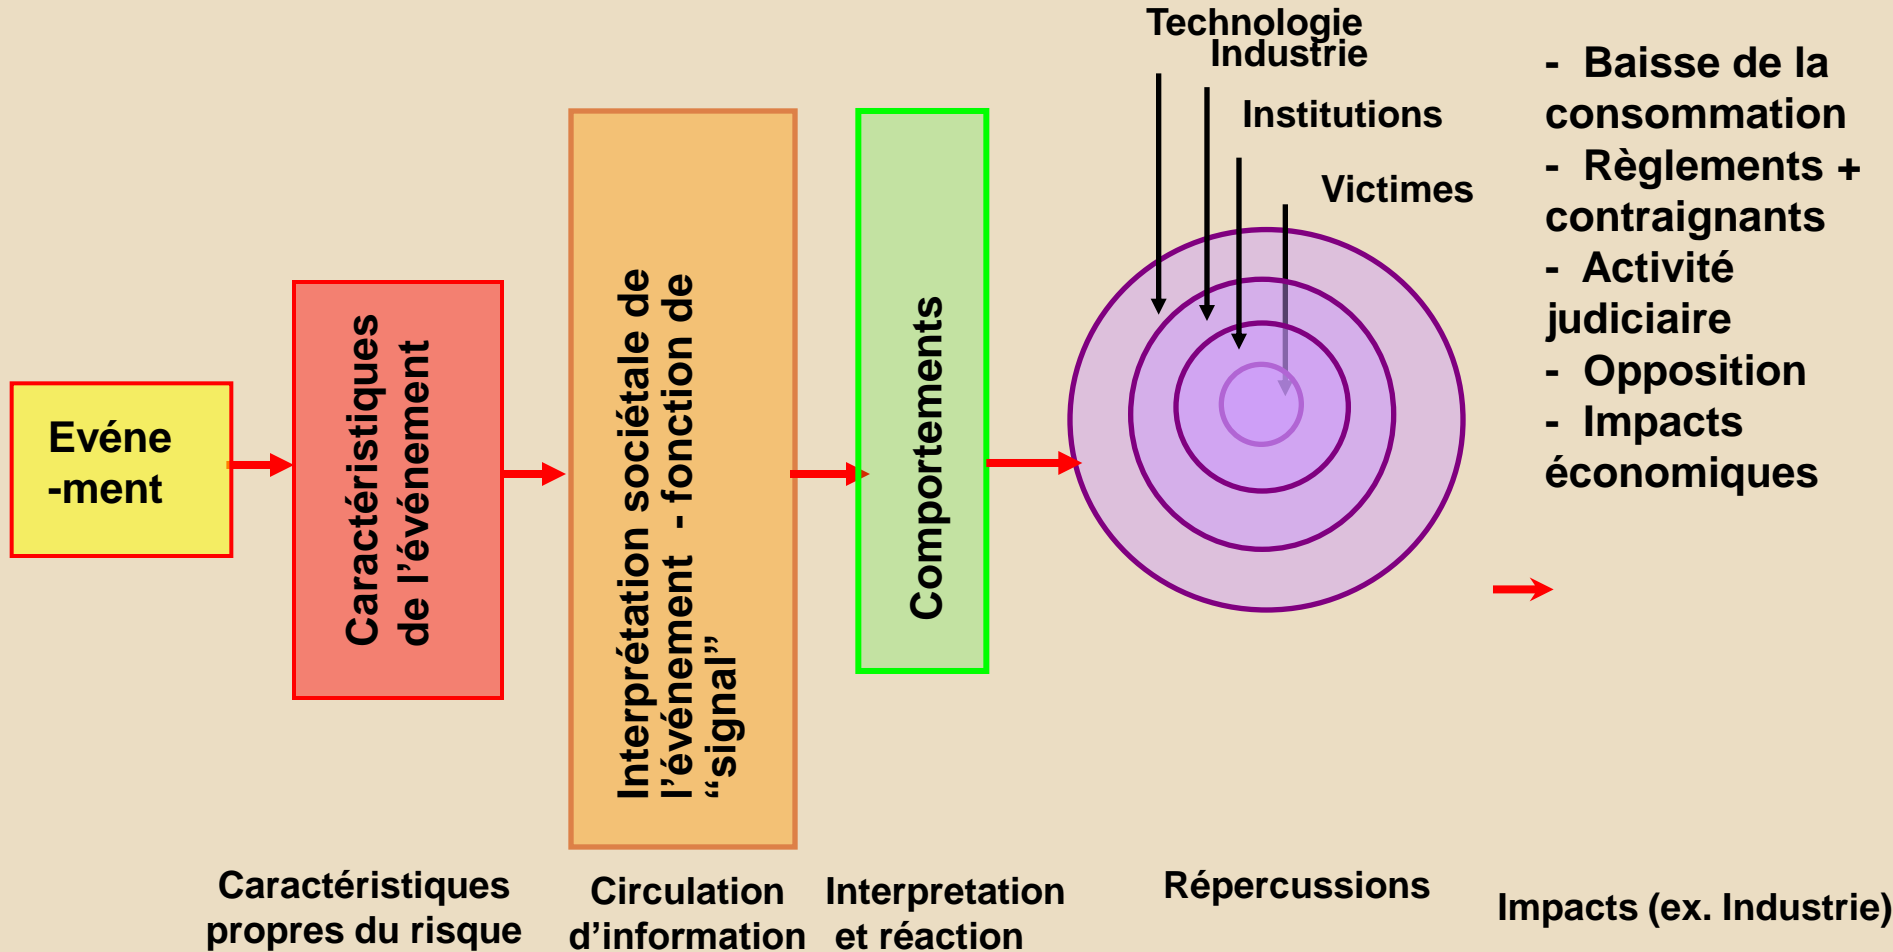 Evéne
-ment
Caractéristiques
de l'événement
Interprétation sociétale de
l'événement - fonction de
“signal”
Comportements
Technologie
Industrie
Institutions
Victimes
- Baisse de la
consommation
- Règlements +
contraignants
- Activité
judiciaire
- Opposition
- Impacts
économiques
Caractéristiques
propres du risque
Circulation
d’information
Interpretation
et réaction
Répercussions
Impacts (ex. Industrie)